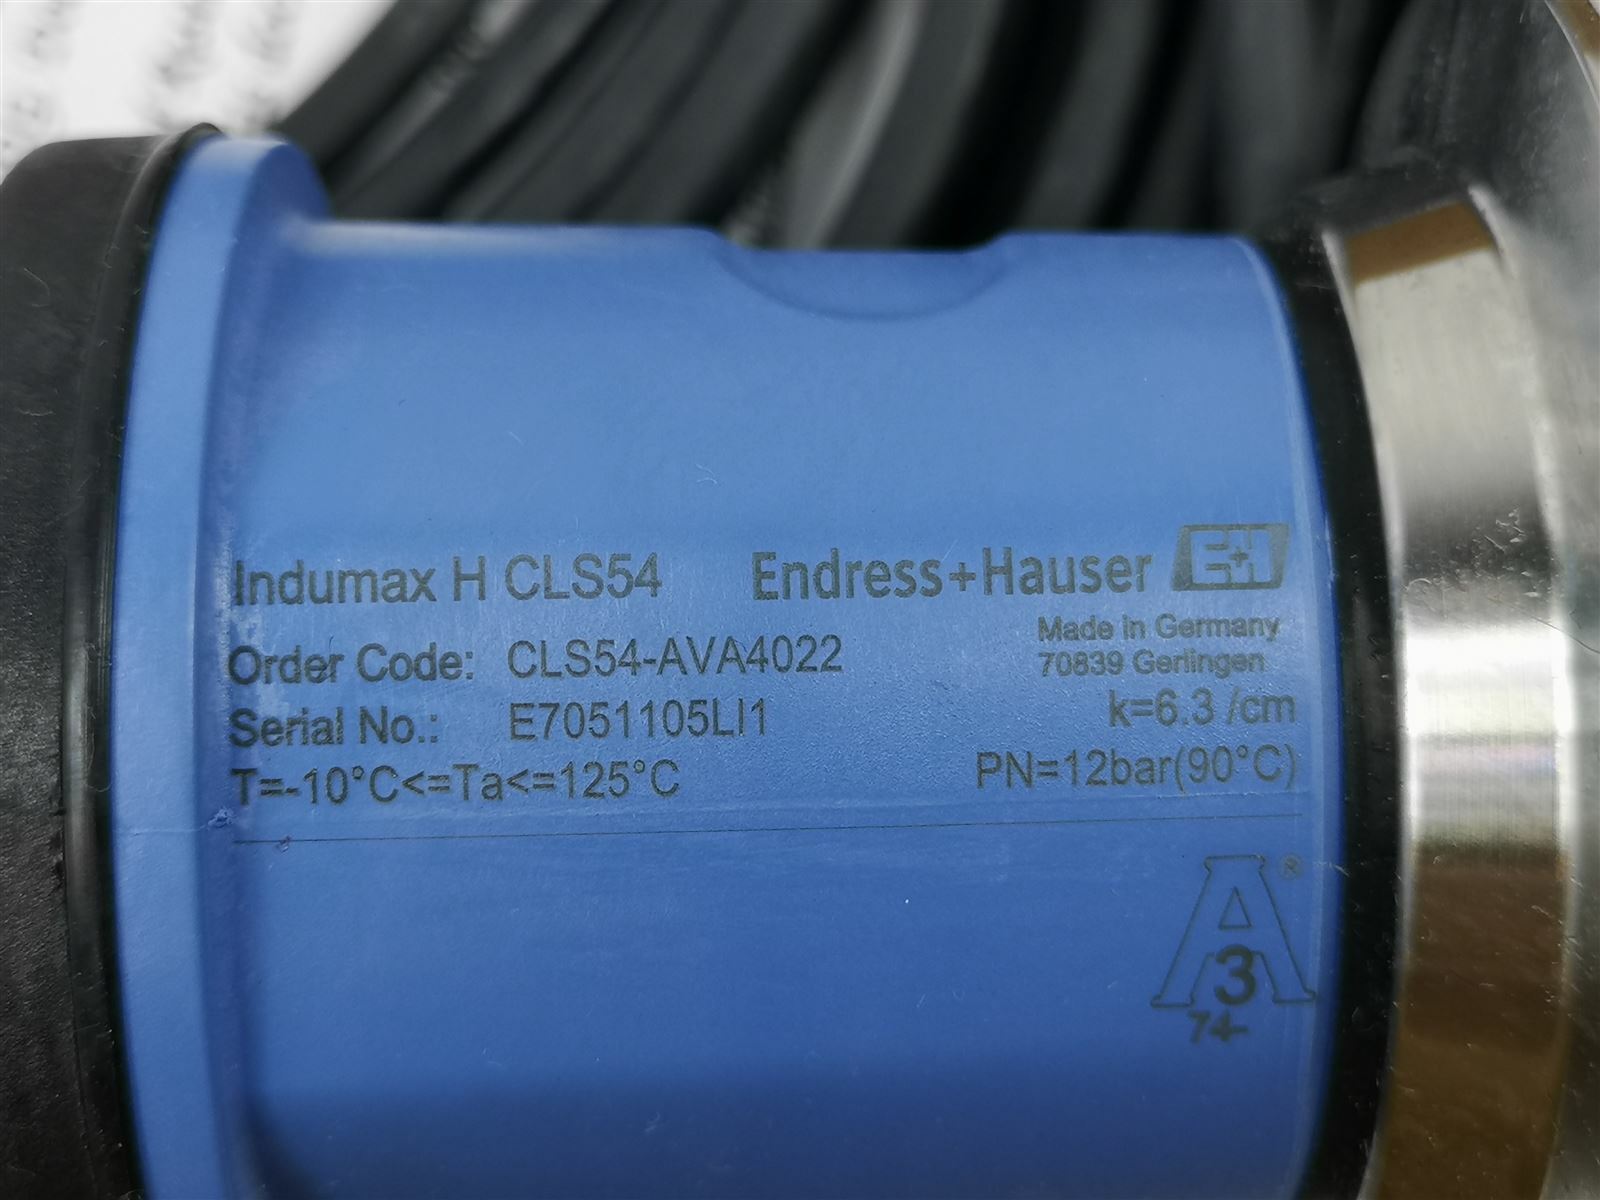 Indumax H CLS54 Endress+Hauser E+H
Made in Germany
Order Code: CLS54-AVA4022 70839 Gerlingen
Serial No.: E7051105LI1 k=6.3 /cm
T=-10°C<=Ta<=125°C PN=12bar(90°C)
A ®
3
74-